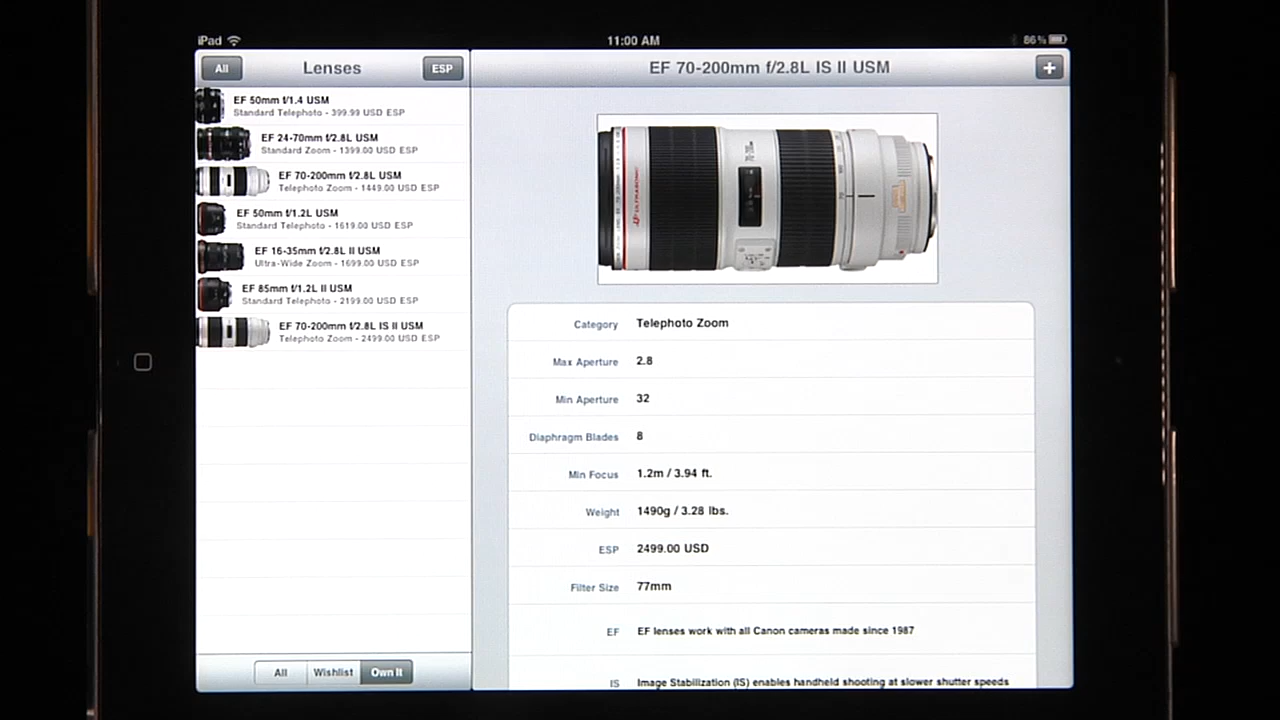 iPad
11:00 AM
86%
All
Lenses
ESP
EF 70-200mm f/2.8L IS II USM
+
EF 50mm f/1.4 USM
Standard Telephoto - 399.99 USD ESP
EF 24-70mm f/2.8L USM
Standard Zoom - 1399.00 USD ESP
EF 70-200mm f/2.8L USM
Telephoto Zoom - 1449.00 USD ESP
EF 50mm f/1.2L USM
Standard Telephoto - 1619.00 USD ESP
EF 16-35mm f/2.8L II USM
Ultra-Wide Zoom - 1699.00 USD ESP
EF 85mm f/1.2L II USM
Standard Telephoto - 2199.00 USD ESP
EF 70-200mm f/2.8L IS II USM
Telephoto Zoom - 2499.00 USD ESP
All
Wishlist
Own It
ULTRASONIC
Category Telephoto Zoom
Max Aperture 2.8
Min Aperture 32
Diaphragm Blades 8
Min Focus 1.2m / 3.94 ft.
Weight 1490g / 3.28 lbs.
ESP 2499.00 USD
Filter Size 77mm
EF EF lenses work with all Canon cameras made since 1987
IS Image Stabilization (IS) enables handheld shooting at slower shutter speeds